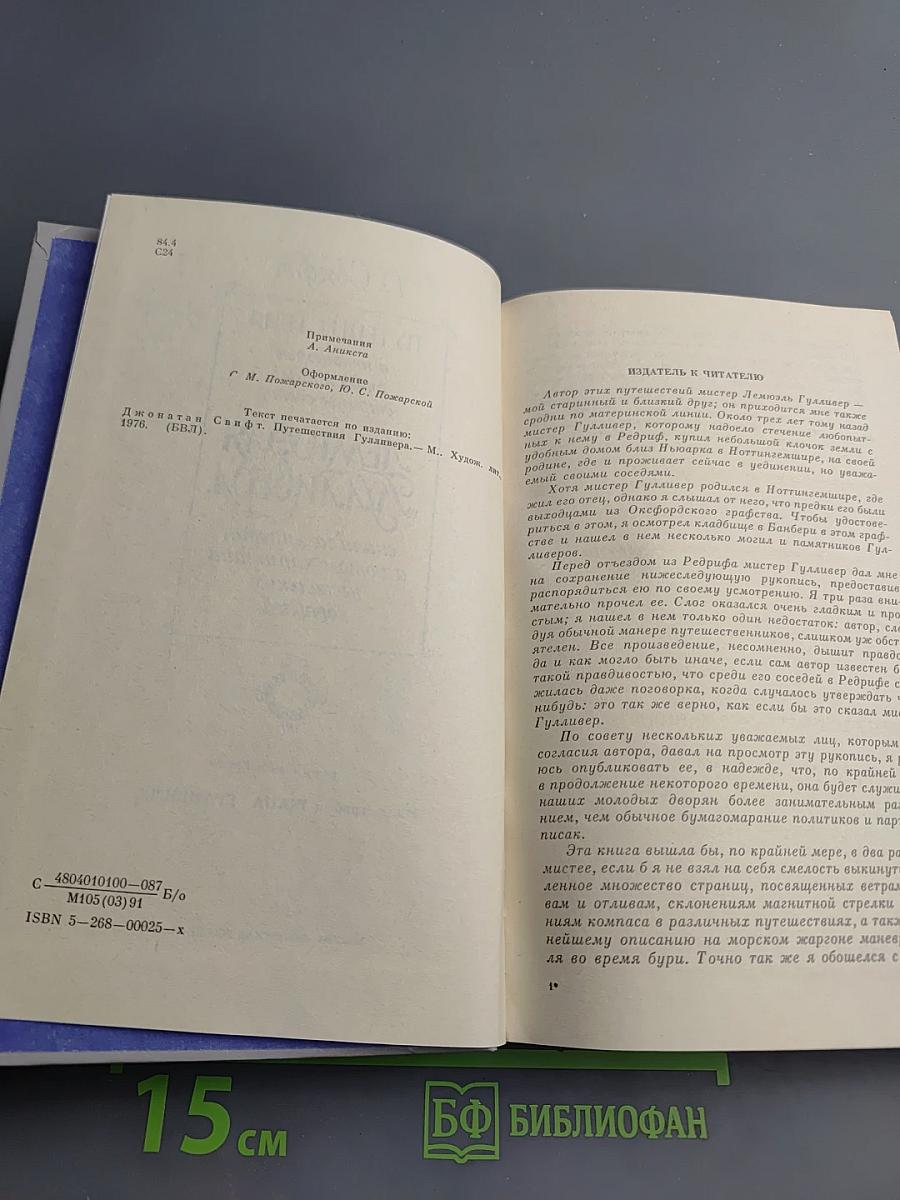 84.4
С24
Примечания
А. Аникста
Оформление
С М. Пожарского, Ю. С. Пожарской
Текст печатается по изданию:
Джонатан Свифт. Путешествия Гулливера.— М.. Худож. лит,
1976. (БВЛ).
С 4804010100—087 Б/о
М105(03)91
ISBN 5—268—00025—х
ИЗДАТЕЛЬ К ЧИТАТЕЛЮ
Автор этих путешествий мистер Лемюэль Гулливер —
мой старинный и близкий друг; он приходится мне также
сродни по материнской линии. Около трех лет тому назад
мистер Гулливер, которому надоело стечение любопыт-
ных к нему в Редриф, купил небольшой клочок земли с
удобным домом близ Ньюарка в Ноттингемшире, на своей
родине, где и проживает сейчас в уединении, но уважа-
емый своими соседями.
Хотя мистер Гулливер родился в Ноттингемшире, где
жил его отец, однако я слышал от него, что предки его были
выходцами из Оксфордского графства. Чтобы удостове-
риться в этом, я осмотрел кладбище в Банбери в этом граф-
стве и нашел в нем несколько могил и памятников Гул-
ливеров.
Перед отъездом из Редрифа мистер Гулливер дал мне
на сохранение нижеследующую рукопись, предоставив
распорядиться ею по своему усмотрению. Я три раза вни-
мательно прочел ее. Слог оказался очень гладким и про
стым; я нашел в нем только один недостаток: автор, сле
дуя обычной манере путешественников, слишком уж обст
ятелен. Все произведение, несомненно, дышит правдо
да и как могло быть иначе, если сам автор известен б
такой правдивостью, что среди его соседей в Редрифе с
жилась даже поговорка, когда случалось утверждать ч
нибудь: это так же верно, как если бы это сказал мис
Гулливер.
По совету нескольких уважаемых лиц, которым
согласия автора, давал на просмотр эту рукопись, я р
юсь опубликовать ее, в надежде, что, по крайней
в продолжение некоторого времени, она будет служи
наших молодых дворян более занимательным раз
нием, чем обычное бумагомарание политиков и парт
писак.
Эта книга вышла бы, по крайней мере, в два ра
мистее, если б я не взял на себя смелость выкинуть
ленное множество страниц, посвященных ветрам
вам и отливам, склонениям магнитной стрелки
ниям компаса в различных путешествиях, а такж
нейшему описанию на морском жаргоне маневр
ля во время бури. Точно так же я обошелся с
1*
15 см
БФ БИБЛИОФАН